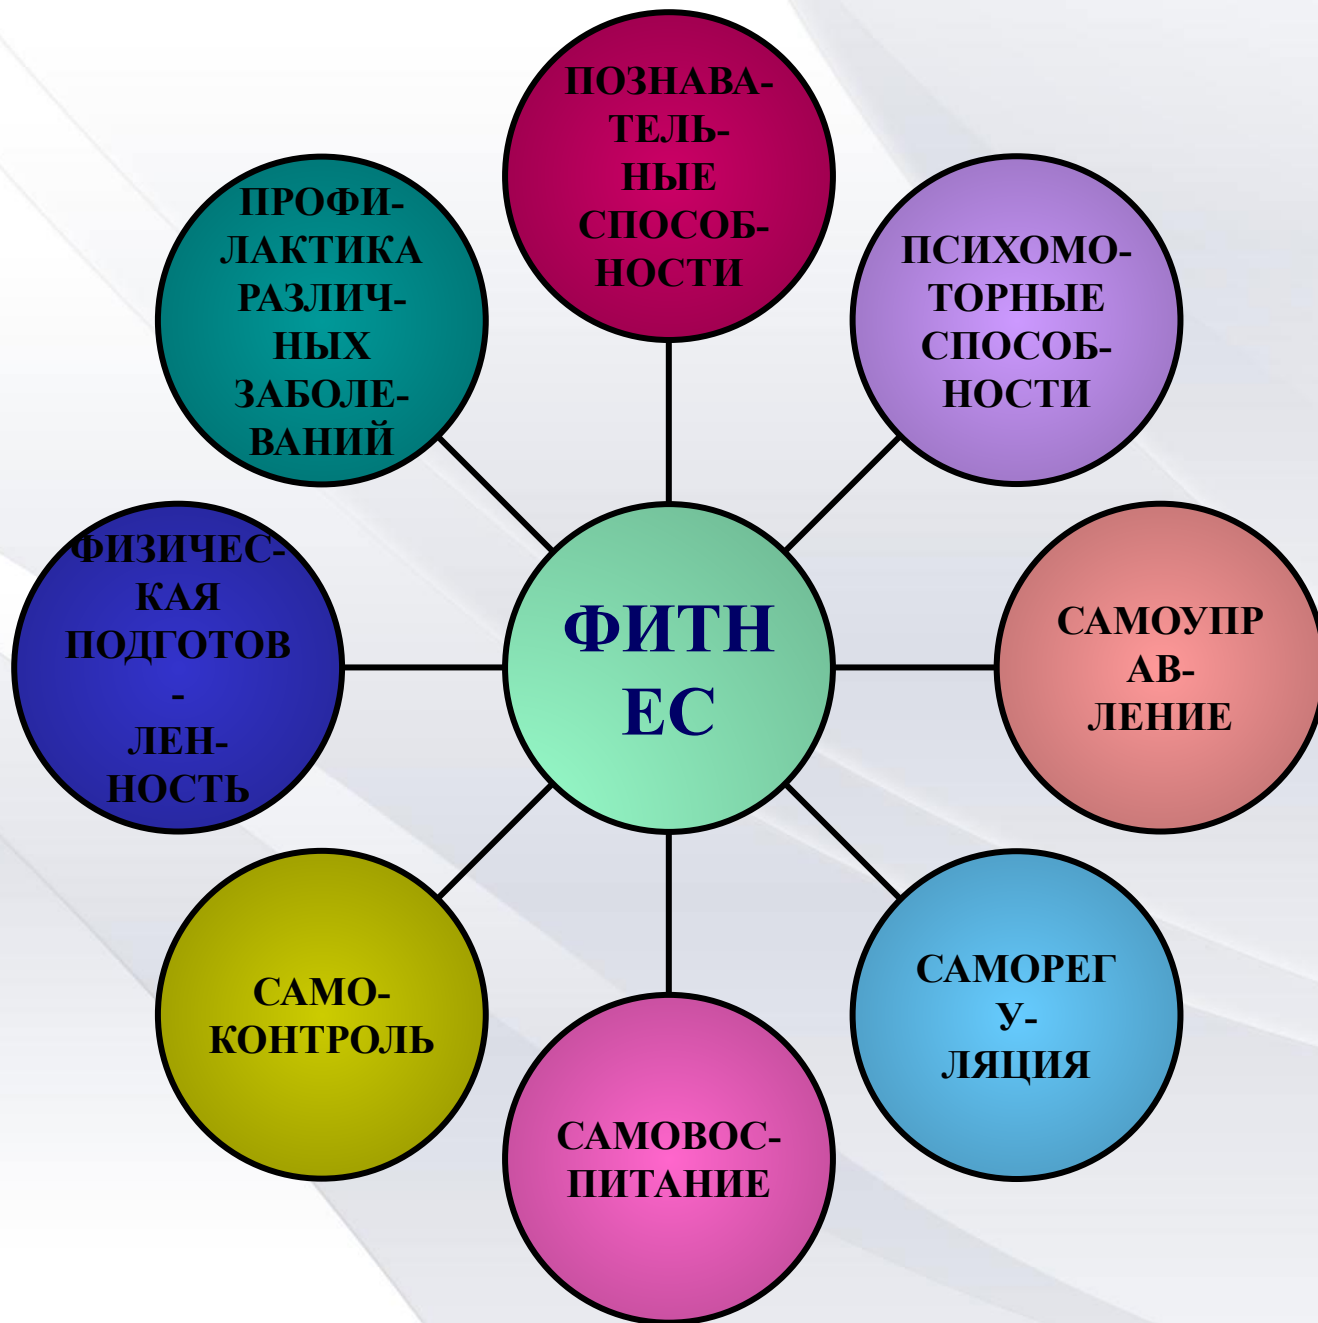 ПОЗНАВА-
ТЕЛЬ-
НЫЕ
СПОСОБ-
НОСТИ
ПРОФИ-
ЛАКТИКА
РАЗЛИЧ-
НЫХ
ЗАБОЛЕ-
ВАНИЙ
ПСИХОМО-
ТОРНЫЕ
СПОСОБ-
НОСТИ
ФИЗИЧЕС-
КАЯ
ПОДГОТОВ
-
ЛЕН-
НОСТЬ
ФИТН
ЕС
САМОУПР
АВ-
ЛЕНИЕ
САМО-
КОНТРОЛЬ
САМОРЕГ
У-
ЛЯЦИЯ
САМОВОС-
ПИТАНИЕ